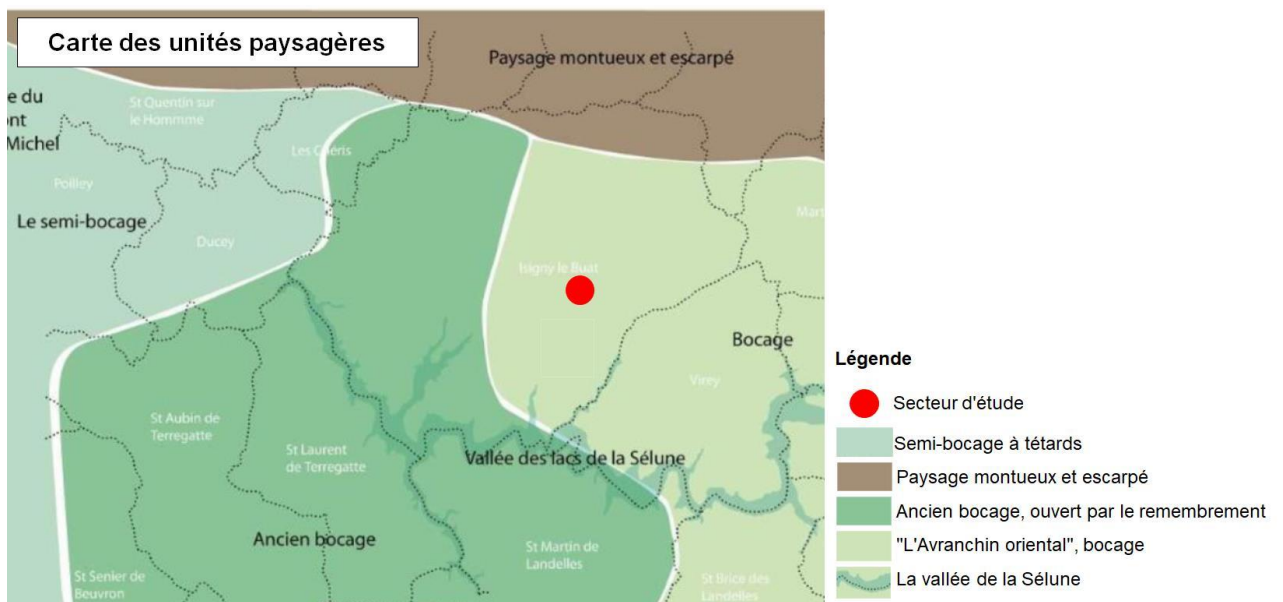 Carte des unités paysagères
Paysage montueux et escarpé
e du
nt
Michel
St Quentin sur
le Hommme
Les Chéris
Poilley
Le semi-bocage
Ducey
Mart
Isigny le Buat
Bocage
Virey
St Aubin de
Terregatte
St Laurent
de Terregatte
Vallée des lacs de la Sélune
Ancien bocage
St Martin de
Landelles
St Senier de
Beuvron
St Brice des
Landelles
Légende
Secteur d'étude
Semi-bocage à tétards
Paysage montueux et escarpé
Ancien bocage, ouvert par le remembrement
"L'Avranchin oriental", bocage
La vallée de la Sélune